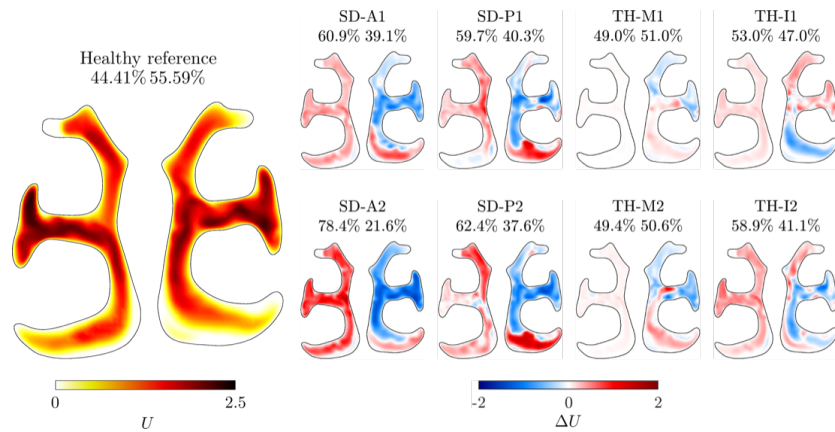 Healthy reference
44.41% 55.59%
SD-A1
60.9% 39.1%
SD-P1
59.7% 40.3%
TH-M1
49.0% 51.0%
TH-I1
53.0% 47.0%
SD-A2
78.4% 21.6%
SD-P2
62.4% 37.6%
TH-M2
49.4% 50.6%
TH-I2
58.9% 41.1%
0 2.5
U
-2 0 2
ΔU